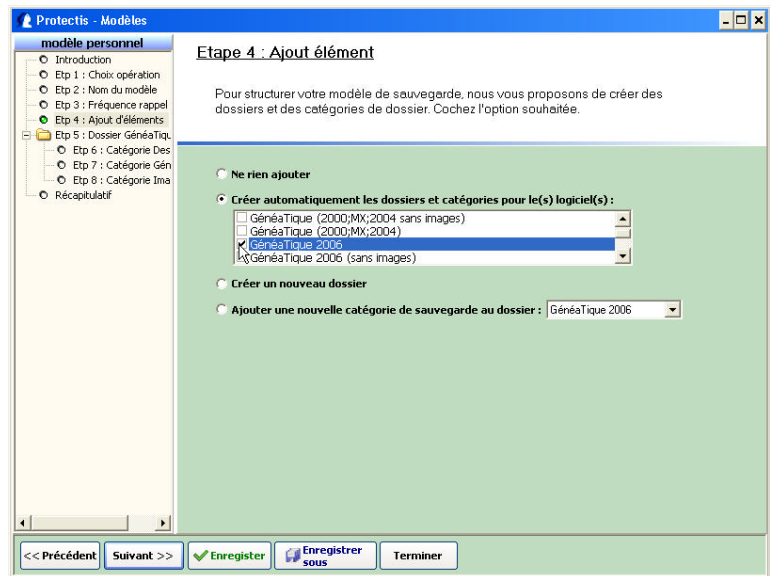 Protectis - Modèles
modèle personnel
Introduction
Etp 1 : Choix opération
Etp 2 : Nom du modèle
Etp 3 : Fréquence rappel
Etp 4 : Ajout d'éléments
Etp 5 : Dossier GénéaTiqu
Etp 6 : Catégorie Des
Etp 7 : Catégorie Gén
Etp 8 : Catégorie Ima
Récapitulatif
Etape 4 : Ajout élément
Pour structurer votre modèle de sauvegarde, nous vous proposons de créer des
dossiers et des catégories de dossier. Cochez l'option souhaitée.
Ne rien ajouter
Créer automatiquement les dossiers et catégories pour le(s) logiciel(s) :
GénéaTique (2000;MX;2004 sans images)
GénéaTique (2000;MX;2004)
GénéaTique 2006
GénéaTique 2006 (sans images)
Créer un nouveau dossier
Ajouter une nouvelle catégorie de sauvegarde au dossier : GénéaTique 2006
<< Précédent Suivant >> Enregister Enregistrer
sous Terminer